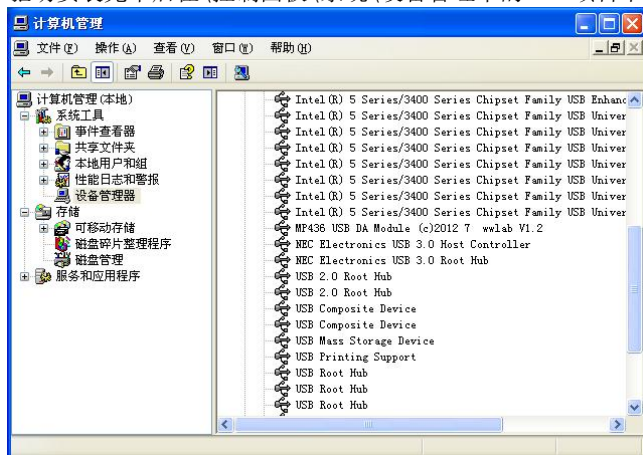 计算机管理
文件(F) 操作(A) 查看(V) 窗口(W) 帮助(H)
计算机管理(本地)
系统工具
事件查看器
共享文件夹
本地用户和组
性能日志和警报
设备管理器
存储
可移动存储
磁盘碎片整理程序
磁盘管理
服务和应用程序
Intel(R) 5 Series/3400 Series Chipset Family USB Enhanc
Intel(R) 5 Series/3400 Series Chipset Family USB Univer
Intel(R) 5 Series/3400 Series Chipset Family USB Univer
Intel(R) 5 Series/3400 Series Chipset Family USB Univer
Intel(R) 5 Series/3400 Series Chipset Family USB Univer
Intel(R) 5 Series/3400 Series Chipset Family USB Univer
Intel(R) 5 Series/3400 Series Chipset Family USB Univer
Intel(R) 5 Series/3400 Series Chipset Family USB Univer
MP436 USB DA Module (c)2012 7 wwlab V1.2
NEC Electronics USB 3.0 Host Controller
NEC Electronics USB 3.0 Root Hub
USB 2.0 Root Hub
USB 2.0 Root Hub
USB Composite Device
USB Composite Device
USB Mass Storage Device
USB Printing Support
USB Root Hub
USB Root Hub
USB Root Hub